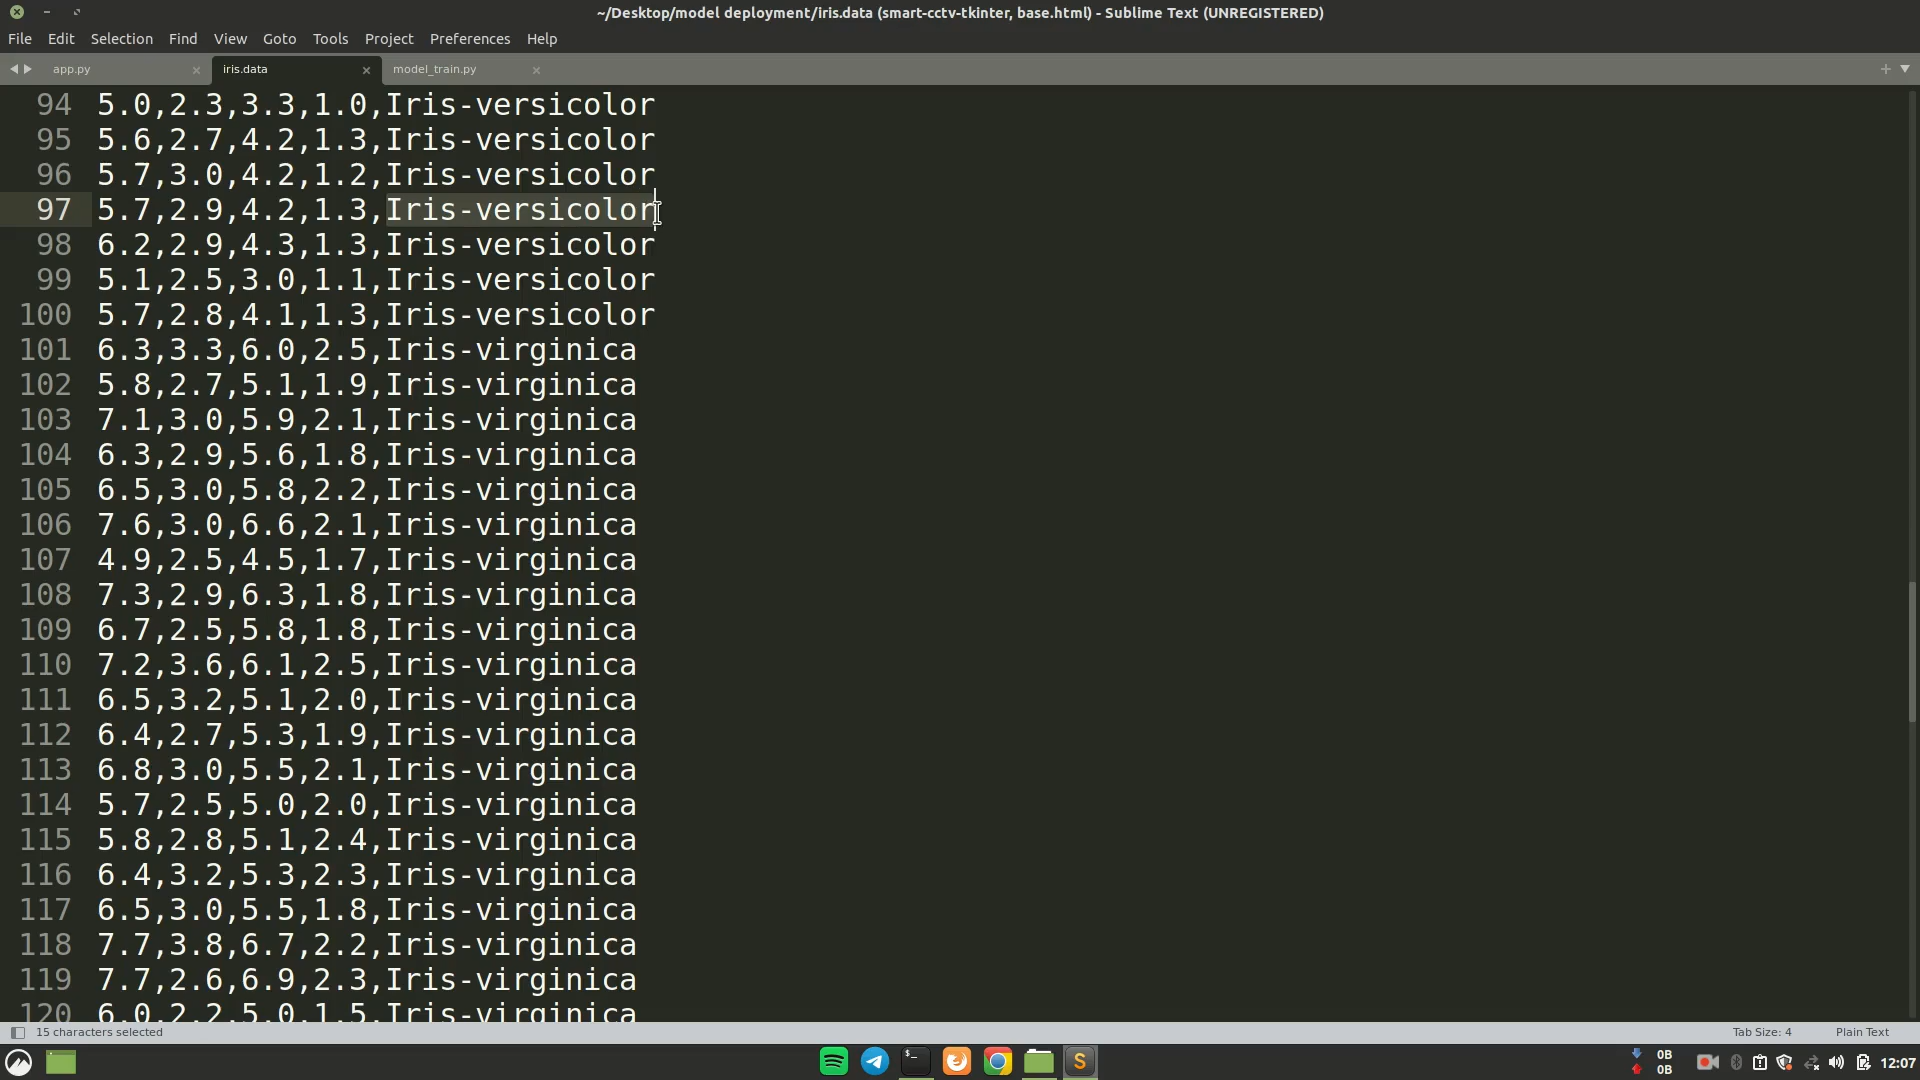 ~/Desktop/model deployment/iris.data (smart-cctv-tkinter, base.html) - Sublime Text (UNREGISTERED)
File Edit Selection Find View Goto Tools Project Preferences Help
app.py iris.data model_train.py
94 5.0,2.3,3.3,1.0,Iris-versicolor
95 5.6,2.7,4.2,1.3,Iris-versicolor
96 5.7,3.0,4.2,1.2,Iris-versicolor
97 5.7,2.9,4.2,1.3,Iris-versicolor
98 6.2,2.9,4.3,1.3,Iris-versicolor
99 5.1,2.5,3.0,1.1,Iris-versicolor
100 5.7,2.8,4.1,1.3,Iris-versicolor
101 6.3,3.3,6.0,2.5,Iris-virginica
102 5.8,2.7,5.1,1.9,Iris-virginica
103 7.1,3.0,5.9,2.1,Iris-virginica
104 6.3,2.9,5.6,1.8,Iris-virginica
105 6.5,3.0,5.8,2.2,Iris-virginica
106 7.6,3.0,6.6,2.1,Iris-virginica
107 4.9,2.5,4.5,1.7,Iris-virginica
108 7.3,2.9,6.3,1.8,Iris-virginica
109 6.7,2.5,5.8,1.8,Iris-virginica
110 7.2,3.6,6.1,2.5,Iris-virginica
111 6.5,3.2,5.1,2.0,Iris-virginica
112 6.4,2.7,5.3,1.9,Iris-virginica
113 6.8,3.0,5.5,2.1,Iris-virginica
114 5.7,2.5,5.0,2.0,Iris-virginica
115 5.8,2.8,5.1,2.4,Iris-virginica
116 6.4,3.2,5.3,2.3,Iris-virginica
117 6.5,3.0,5.5,1.8,Iris-virginica
118 7.7,3.8,6.7,2.2,Iris-virginica
119 7.7,2.6,6.9,2.3,Iris-virginica
120 6.0,2.2,5.0,1.5,Iris-virginica
15 characters selected Tab Size: 4 Plain Text
0B
0B
12:07